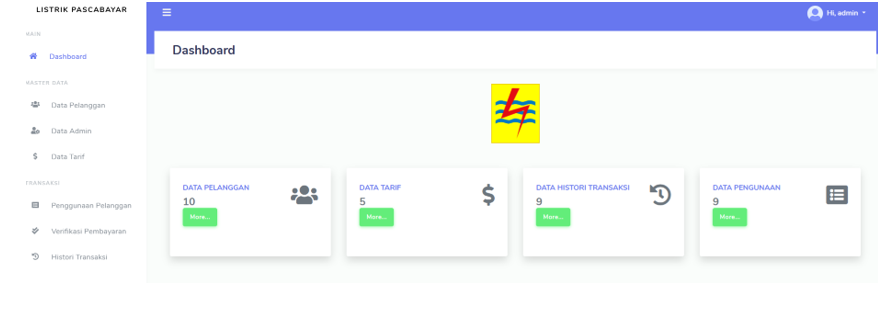 LISTRIK PASCABAYAR
Hi, admin
MAIN
Dashboard
Dashboard
MASTER DATA
Data Pelanggan
Data Admin
Data Tarif
TRANSAKSI
Penggunaan Pelanggan
Verifikasi Pembayaran
Histori Transaksi
DATA PELANGGAN
10
More...
DATA TARIF
5
More...
DATA HISTORI TRANSAKSI
9
More...
DATA PENGUNAAN
9
More...